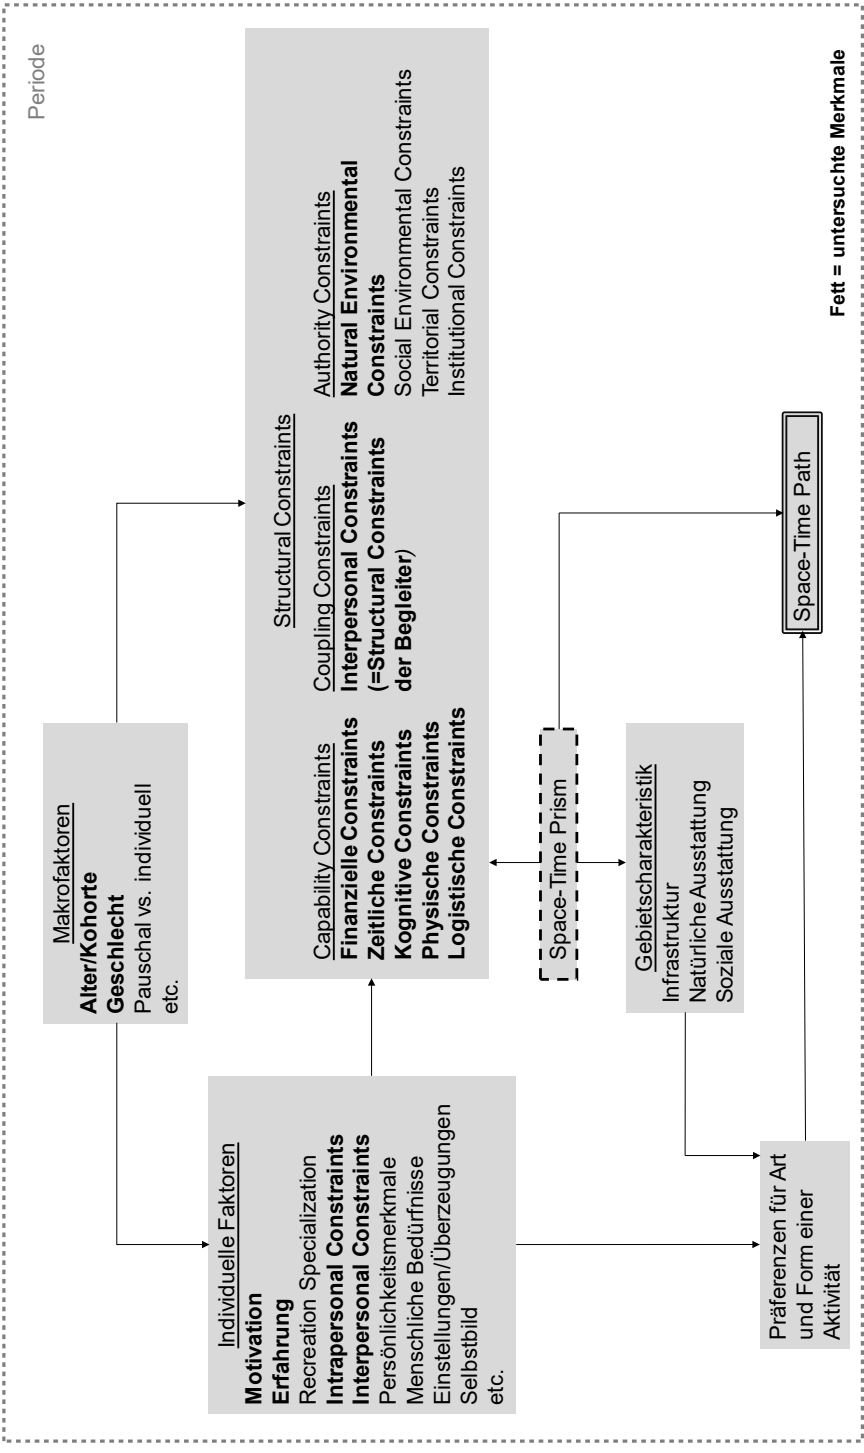 Periode
Makrofaktoren
Alter/Kohorte
Geschlecht
Pauschal vs. individuell
etc.
Individuelle Faktoren
Motivation
Erfahrung
Recreation Specialization
Intrapersonal Constraints
Interpersonal Constraints
Persönlichkeitsmerkmale
Menschliche Bedürfnisse
Einstellungen/Überzeugungen
Selbstbild
etc.
Structural Constraints
Capability Constraints
Finanzielle Constraints
Zeitliche Constraints
Kognitive Constraints
Physische Constraints
Logistische Constraints
Coupling Constraints
Interpersonal Constraints
(=Structural Constraints
der Begleiter)
Authority Constraints
Natural Environmental
Constraints
Social Environmental Constraints
Territorial Constraints
Institutional Constraints
Space-Time Prism
Gebietscharakteristik
Infrastruktur
Natürliche Ausstattung
Soziale Ausstattung
Präferenzen für Art
und Form einer
Aktivität
Space-Time Path
Fett = untersuchte Merkmale